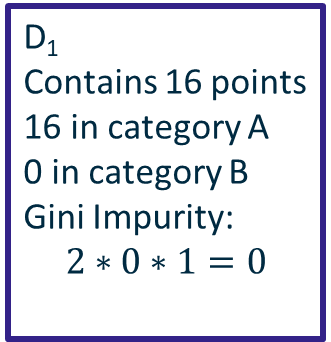 D₁
Contains 16 points
16 in category A
0 in category B
Gini Impurity:
2 ∗ 0 ∗ 1 = 0